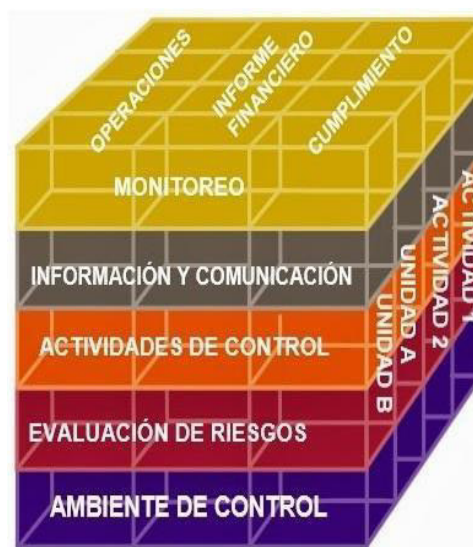 OPERACIONES
INFORME
FINANCIERO
CUMPLIMIENTO
MONITOREO
INFORMACIÓN Y COMUNICACIÓN
ACTIVIDADES DE CONTROL
EVALUACIÓN DE RIESGOS
AMBIENTE DE CONTROL
UNIDAD B
UNIDAD A
ACTIVIDAD 2
ACTIVIDAD 1